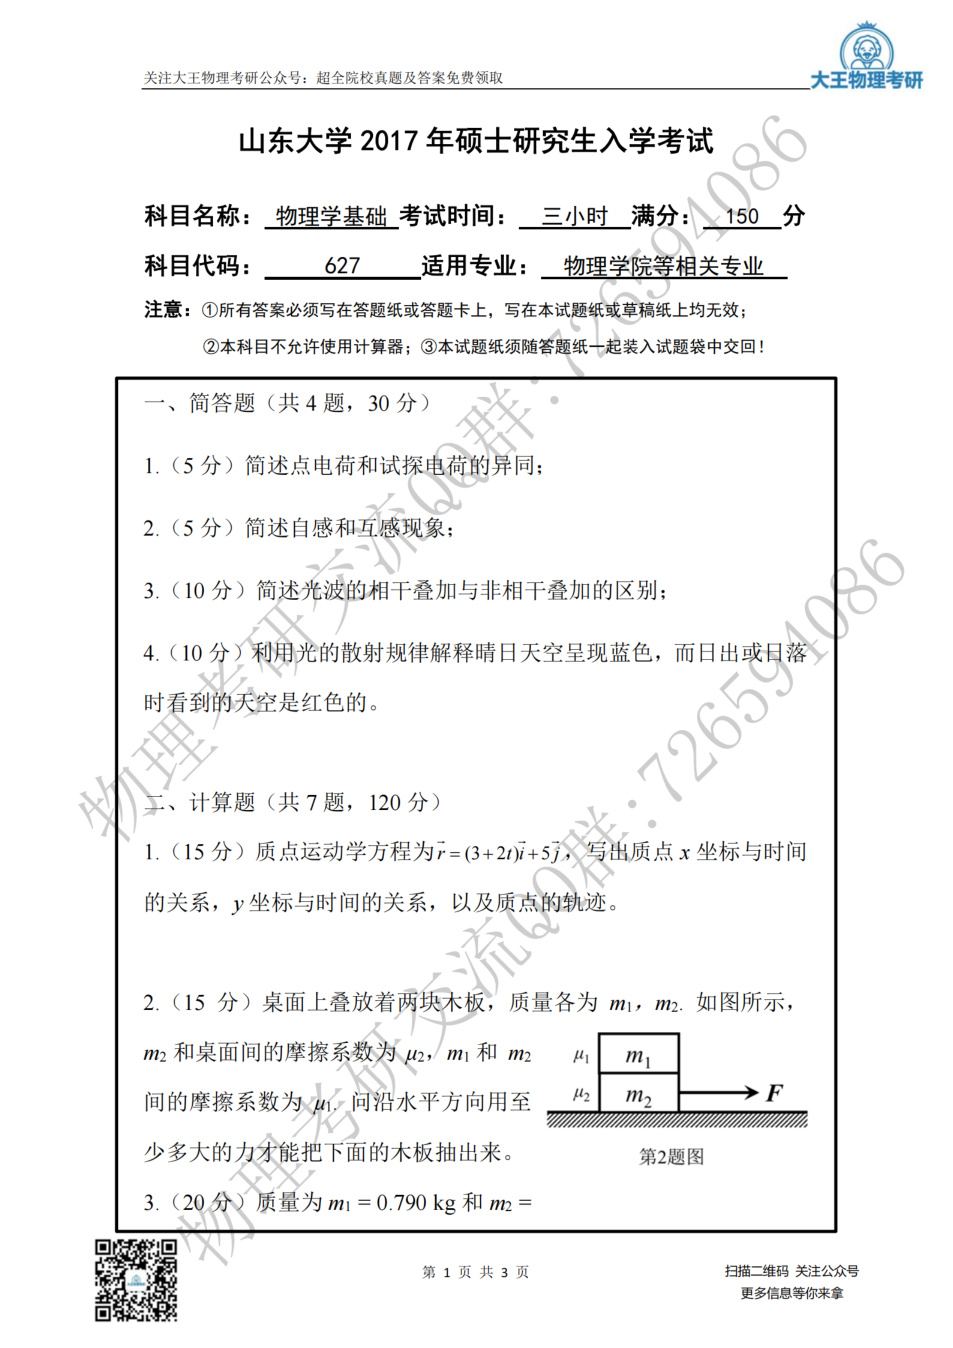 关注大王物理考研公众号：超全院校真题及答案免费领取
大王物理考研
山东大学 2017 年硕士研究生入学考试
科目名称： 物理学基础 考试时间： 三小时 满分： 150 分
科目代码： 627 适用专业： 物理学院等相关专业
注意：①所有答案必须写在答题纸或答题卡上，写在本试题纸或草稿纸上均无效；
②本科目不允许使用计算器；③本试题纸须随答题纸一起装入试题袋中交回！
一、简答题（共 4 题，30 分）
1.（5 分）简述点电荷和试探电荷的异同；
2.（5 分）简述自感和互感现象；
3.（10 分）简述光波的相干叠加与非相干叠加的区别；
4.（10 分）利用光的散射规律解释晴日天空呈现蓝色，而日出或日落
时看到的天空是红色的。
二、计算题（共 7 题，120 分）
1.（15 分）质点运动学方程为 r⃗ = (3+2t)i⃗ + 5j⃗，写出质点 x 坐标与时间
的关系，y 坐标与时间的关系，以及质点的轨迹。
2.（15 分）桌面上叠放着两块木板，质量各为 m₁，m₂. 如图所示，
m₂ 和桌面间的摩擦系数为 μ₂，m₁ 和 m₂
间的摩擦系数为 μ₁. 问沿水平方向用至
少多大的力才能把下面的木板抽出来。
μ₁ m₁
μ₂ m₂ F
第2题图
3.（20 分）质量为 m₁ = 0.790 kg 和 m₂ =
第 1 页 共 3 页
扫描二维码 关注公众号
更多信息等你来拿
物理考研交流QQ群：726594086
物理考研交流QQ群：726594086